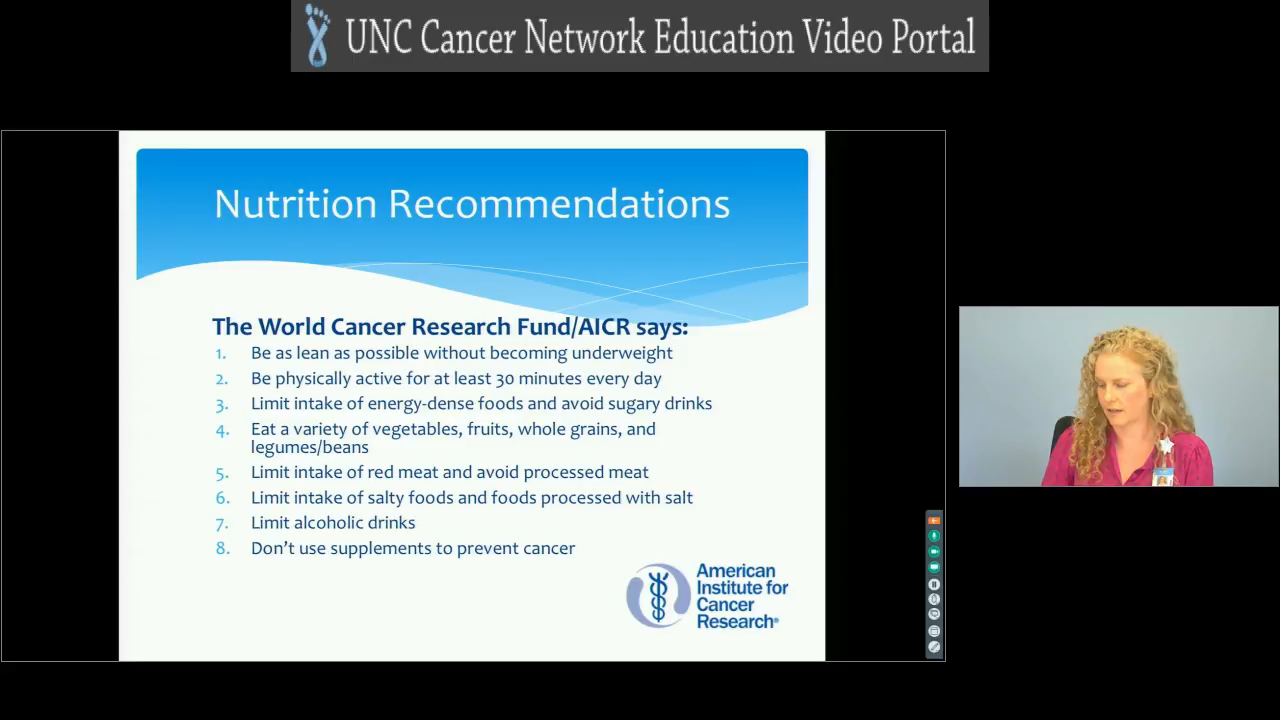 UNC Cancer Network Education Video Portal
Nutrition Recommendations
The World Cancer Research Fund/AICR says:
1. Be as lean as possible without becoming underweight
2. Be physically active for at least 30 minutes every day
3. Limit intake of energy-dense foods and avoid sugary drinks
4. Eat a variety of vegetables, fruits, whole grains, and
legumes/beans
5. Limit intake of red meat and avoid processed meat
6. Limit intake of salty foods and foods processed with salt
7. Limit alcoholic drinks
8. Don’t use supplements to prevent cancer
American
Institute for
Cancer
Research®